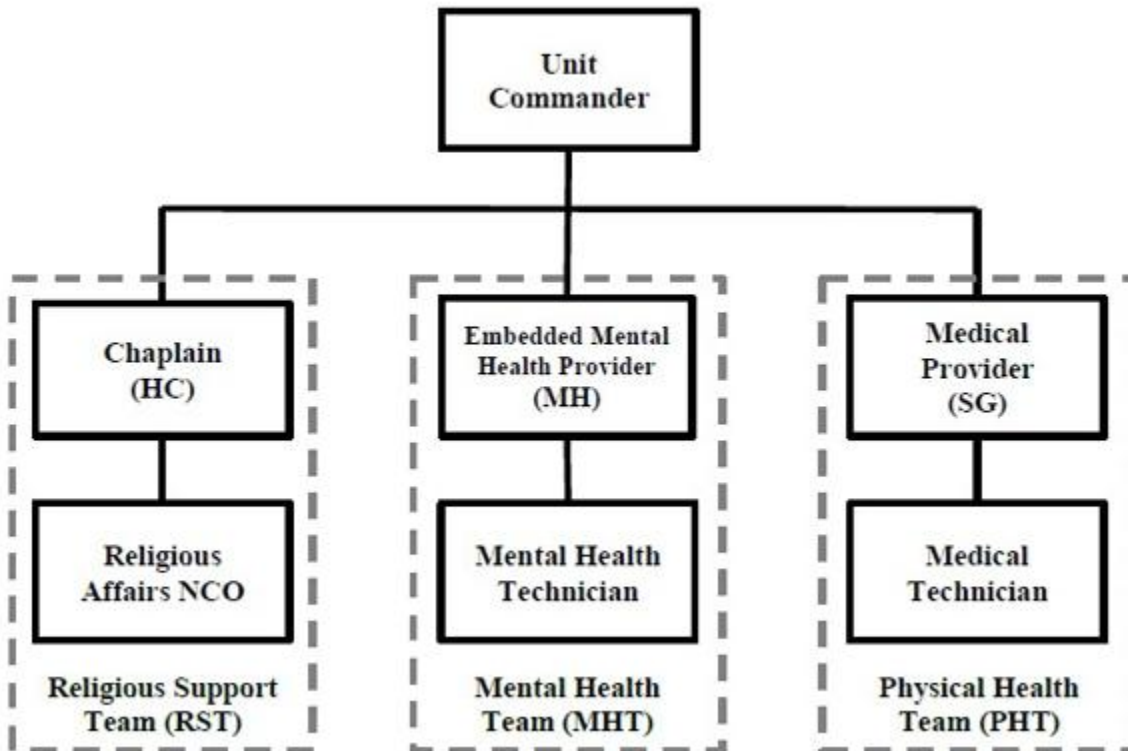 Unit
Commander
Chaplain
(HC)
Embedded Mental
Health Provider
(MH)
Medical
Provider
(SG)
Religious
Affairs NCO
Mental Health
Technician
Medical
Technician
Religious Support
Team (RST)
Mental Health
Team (MHT)
Physical Health
Team (PHT)